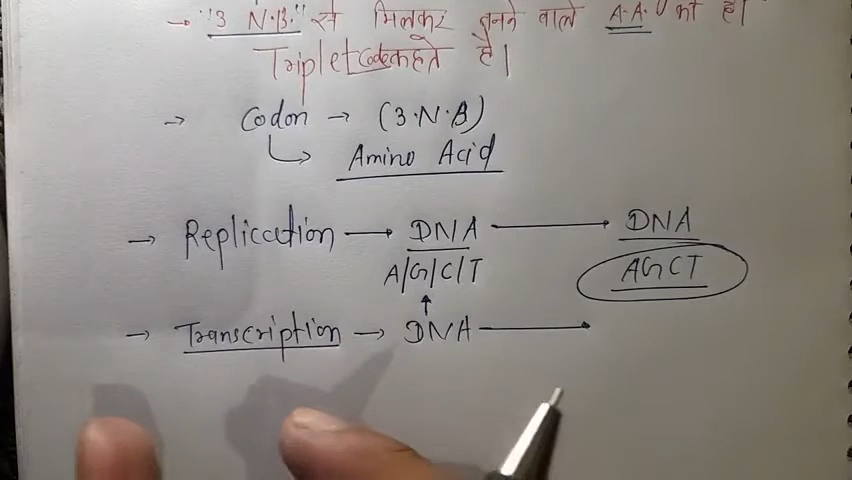 → "3 N.B." से मिलकर बनने वाले A.A. को है।
Triplet code कहते है।
→ Codon → (3.N.B)
↳ Amino Acid
→ Replication → DNA → DNA
A/G/C/T AGCT
→ Transcription → DNA →